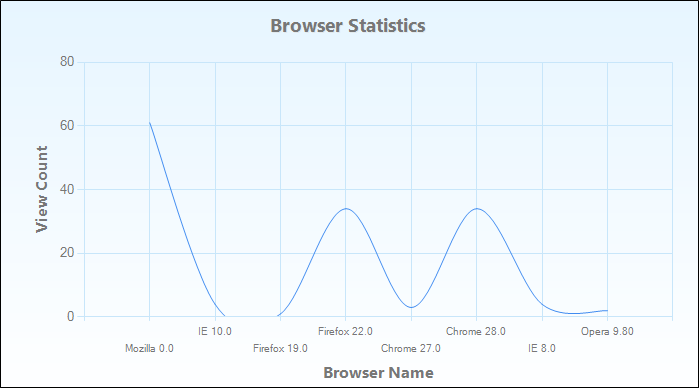 Browser Statistics
80
60
40
20
0
View Count
IE 10.0 Firefox 22.0 Chrome 28.0 Opera 9.80
Mozilla 0.0 Firefox 19.0 Chrome 27.0 IE 8.0
Browser Name